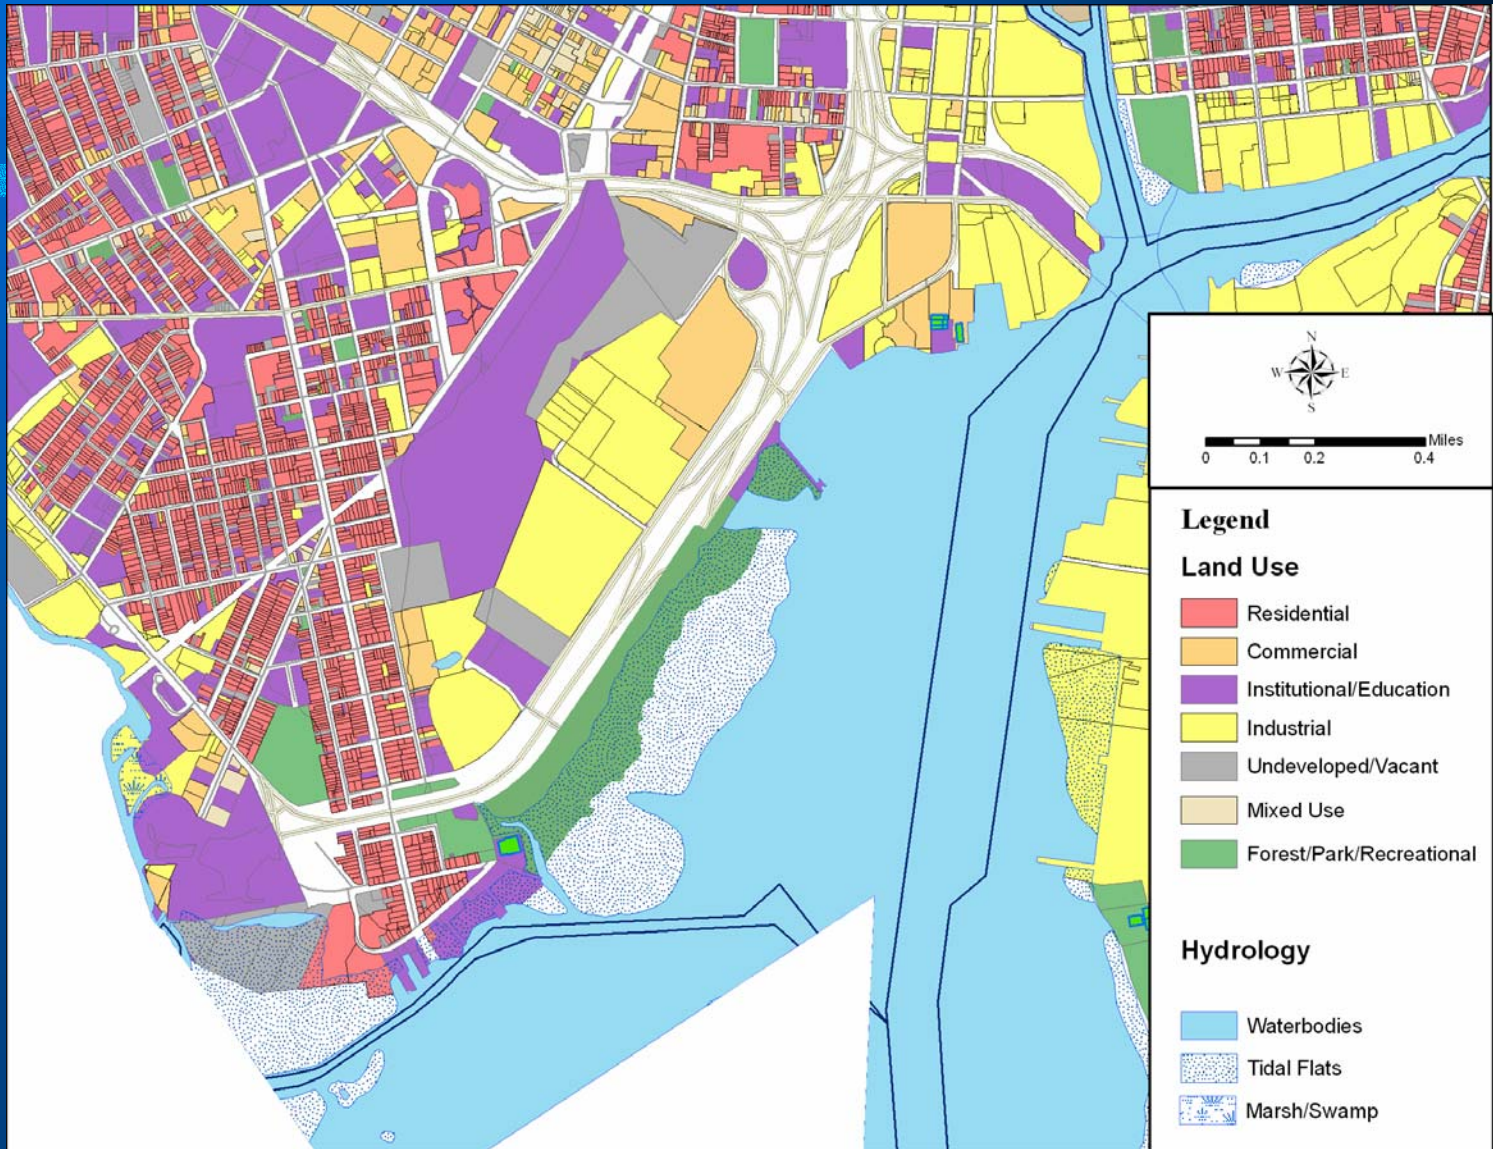 N
W E
S
Miles
0 0.1 0.2 0.4
Legend
Land Use
Residential
Commercial
Institutional/Education
Industrial
Undeveloped/Vacant
Mixed Use
Forest/Park/Recreational
Hydrology
Waterbodies
Tidal Flats
Marsh/Swamp